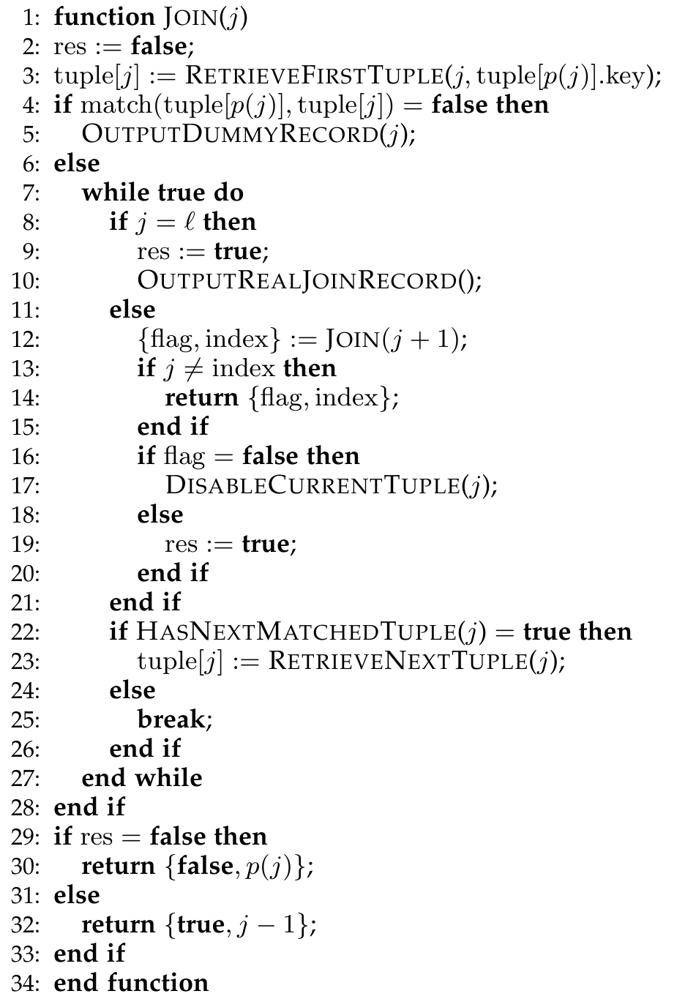 1: function JOIN(j)
2: res := false;
3: tuple[j] := RETRIEVEFIRSTTUPLE(j, tuple[p(j)].key);
4: if match(tuple[p(j)], tuple[j]) = false then
5: OUTPUTDUMMYRECORD(j);
6: else
7: while true do
8: if j = ℓ then
9: res := true;
10: OUTPUTREALJOINRECORD();
11: else
12: {flag, index} := JOIN(j + 1);
13: if j ≠ index then
14: return {flag, index};
15: end if
16: if flag = false then
17: DISABLECURRENTTUPLE(j);
18: else
19: res := true;
20: end if
21: end if
22: if HASNEXTMATCHEDTUPLE(j) = true then
23: tuple[j] := RETRIEVENEXTTUPLE(j);
24: else
25: break;
26: end if
27: end while
28: end if
29: if res = false then
30: return {false, p(j)};
31: else
32: return {true, j − 1};
33: end if
34: end function